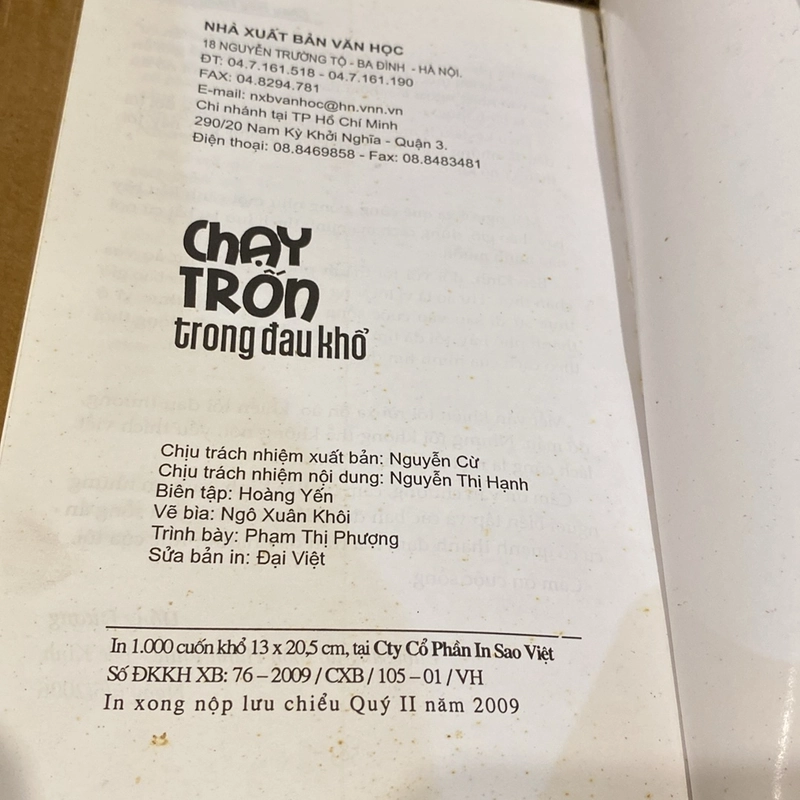 NHÀ XUẤT BẢN VĂN HỌC
18 NGUYỄN TRƯỜNG TỘ - BA ĐÌNH - HÀ NỘI.
ĐT: 04.7.161.518 - 04.7.161.190
FAX: 04.8294.781
E-mail: nxbvanhoc@hn.vnn.vn
Chi nhánh tại TP Hồ Chí Minh
290/20 Nam Kỳ Khởi Nghĩa - Quận 3.
Điện thoại: 08.8469858 - Fax: 08.8483481
CHẠY
TRỐN
trong đau khổ
Chịu trách nhiệm xuất bản: Nguyễn Cừ
Chịu trách nhiệm nội dung: Nguyễn Thị Hạnh
Biên tập: Hoàng Yến
Vẽ bìa: Ngô Xuân Khôi
Trình bày: Phạm Thị Phượng
Sửa bản in: Đại Việt
In 1.000 cuốn khổ 13 x 20,5 cm, tại Cty Cổ Phần In Sao Việt
Số ĐKKH XB: 76 – 2009 / CXB / 105 – 01 / VH
In xong nộp lưu chiểu Quý II năm 2009